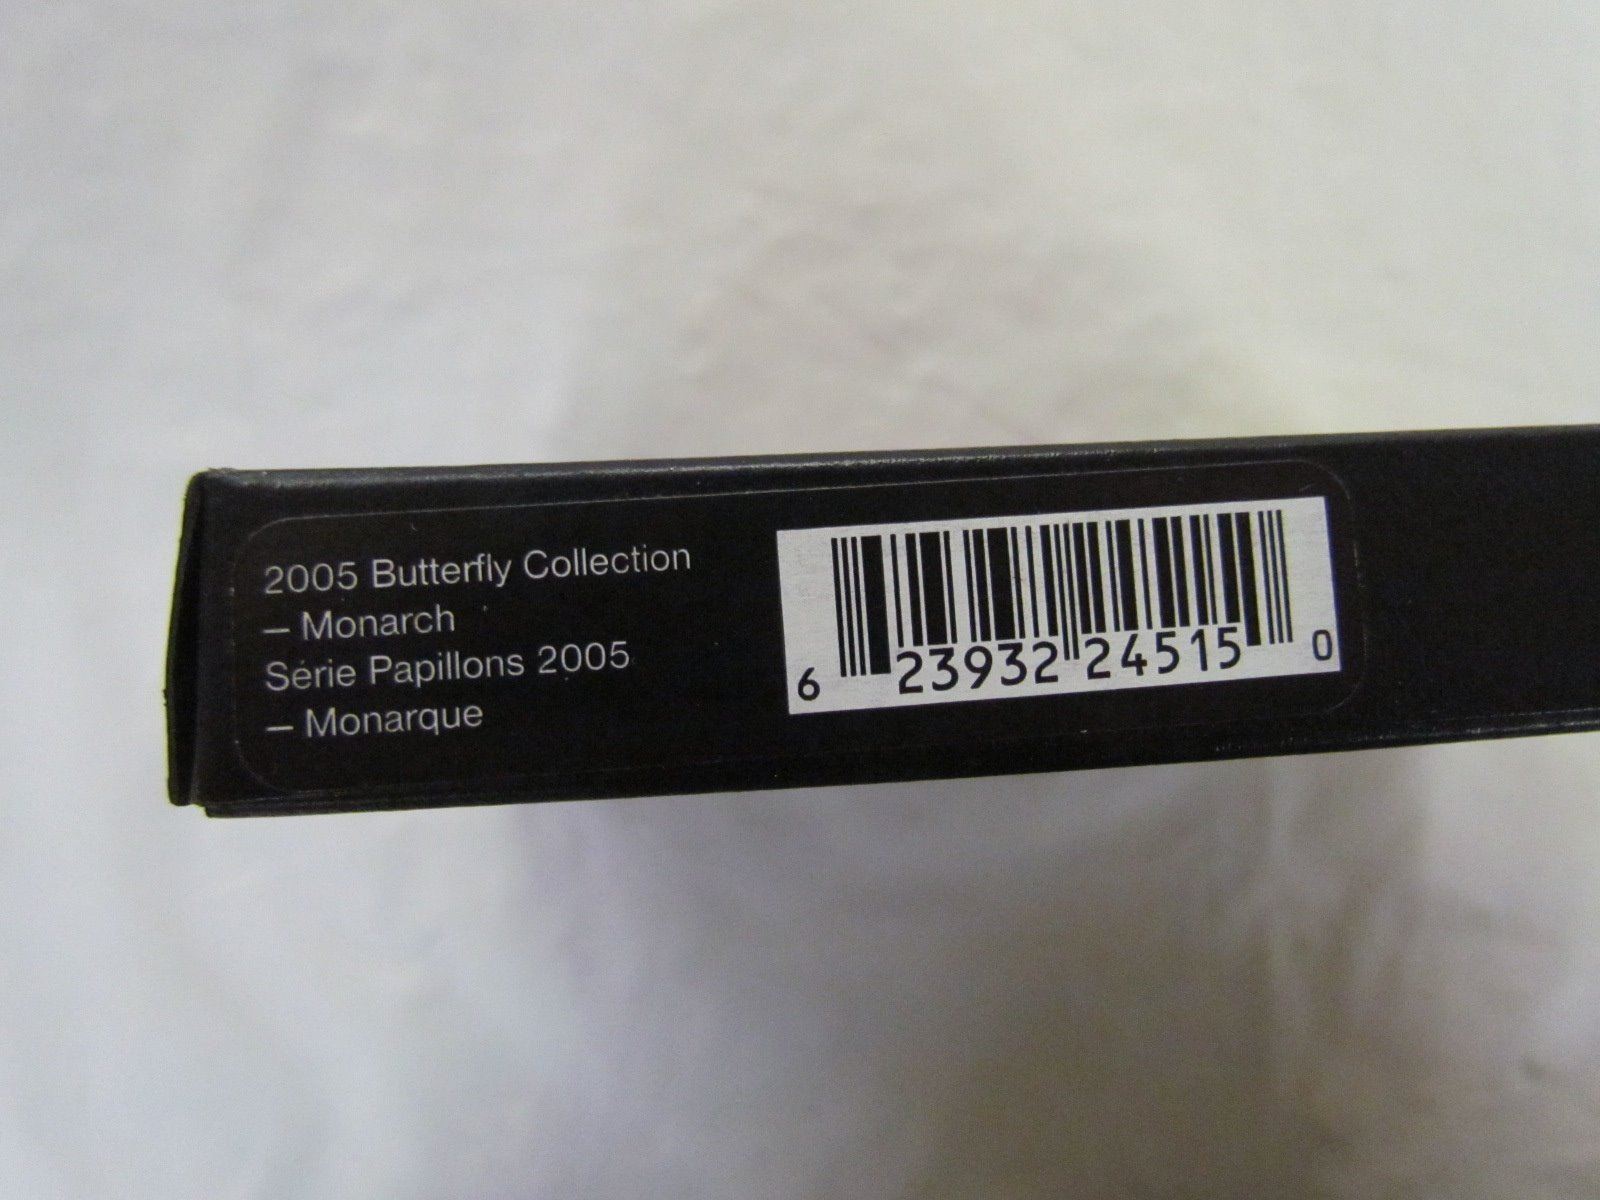 2005 Butterfly Collection
– Monarch
Série Papillons 2005
– Monarque
6 23932 24515 0